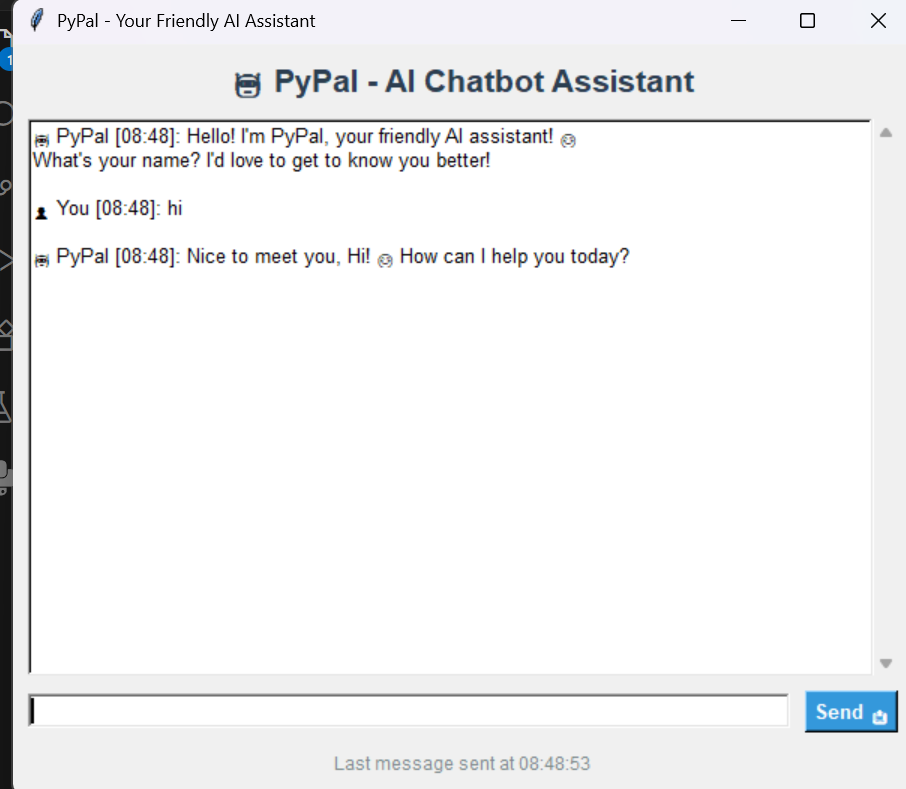 PyPal - Your Friendly AI Assistant
PyPal - AI Chatbot Assistant
PyPal [08:48]: Hello! I'm PyPal, your friendly AI assistant!
What's your name? I'd love to get to know you better!
You [08:48]: hi
PyPal [08:48]: Nice to meet you, Hi! How can I help you today?
Send
Last message sent at 08:48:53
1